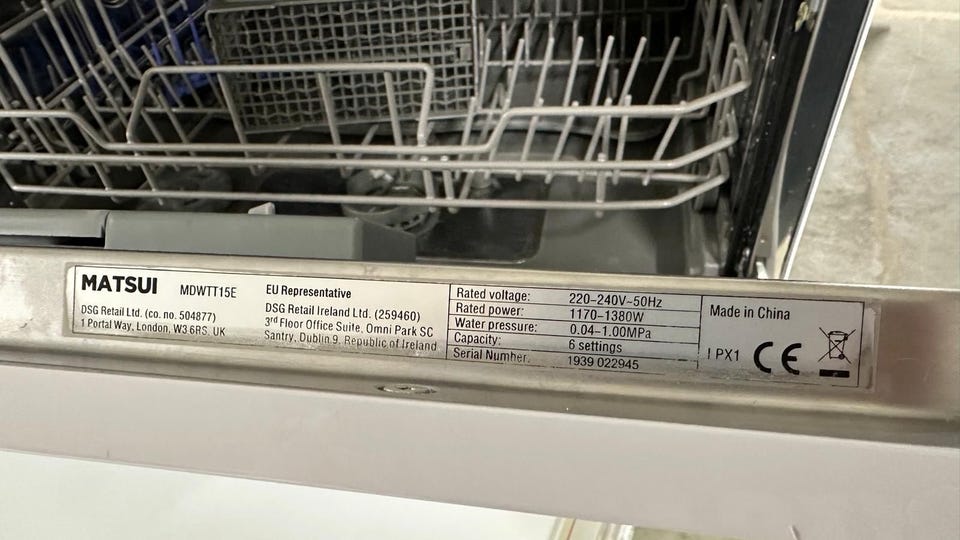 MATSUI MDWTT15E
DSG Retail Ltd. (co. no. 504877)
1 Portal Way, London, W3 6RS, UK
EU Representative
DSG Retail Ireland Ltd. (259460)
3rd Floor Office Suite, Omni Park SC
Santry, Dublin 9, Republic of Ireland
Rated voltage: 220-240V~50Hz
Rated power: 1170-1380W
Water pressure: 0.04-1.00MPa
Capacity: 6 settings
Serial Number: 1939 022945
Made in China
IPX1 CE